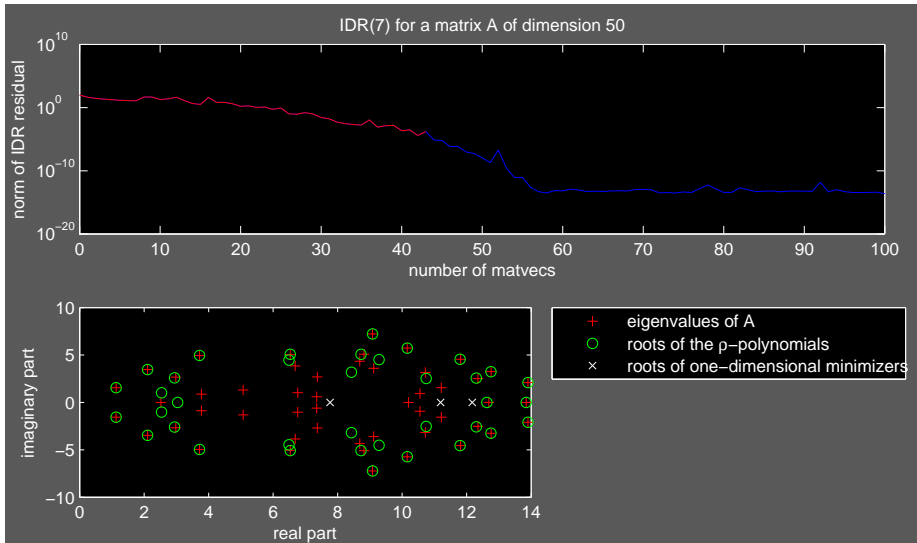 IDR(7) for a matrix A of dimension 50
norm of IDR residual
10^10
10^0
10^−10
10^−20
0 10 20 30 40 50 60 70 80 90 100
number of matvecs
imaginary part
10
5
0
−5
−10
0 2 4 6 8 10 12 14
real part
eigenvalues of A
roots of the ρ−polynomials
roots of one−dimensional minimizers